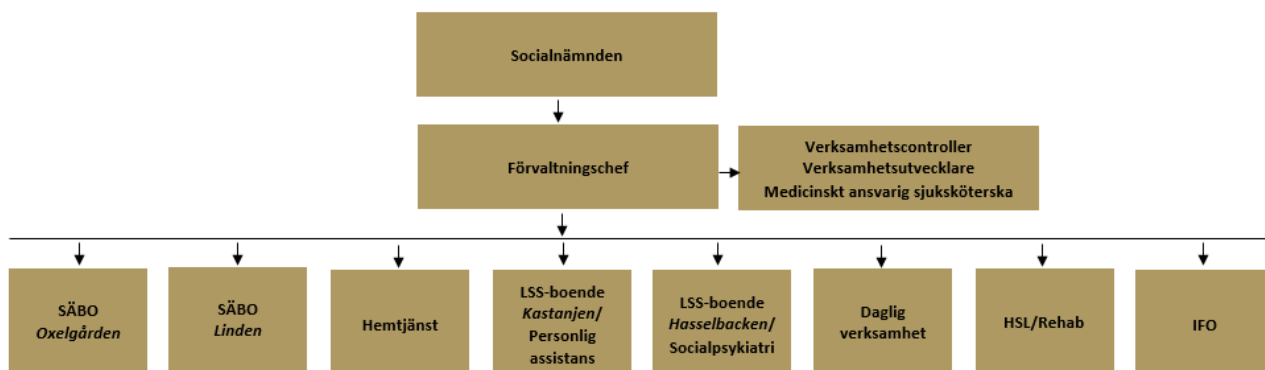 Socialnämnden
Förvaltningschef
Verksamhetscontroller
Verksamhetsutvecklare
Medicinskt ansvarig sjuksköterska
SÄBO
Oxelgården
SÄBO
Linden
Hemtjänst
LSS-boende
Kastanjen/
Personlig
assistans
LSS-boende
Hasselbacken/
Socialpsykiatri
Daglig
verksamhet
HSL/Rehab
IFO